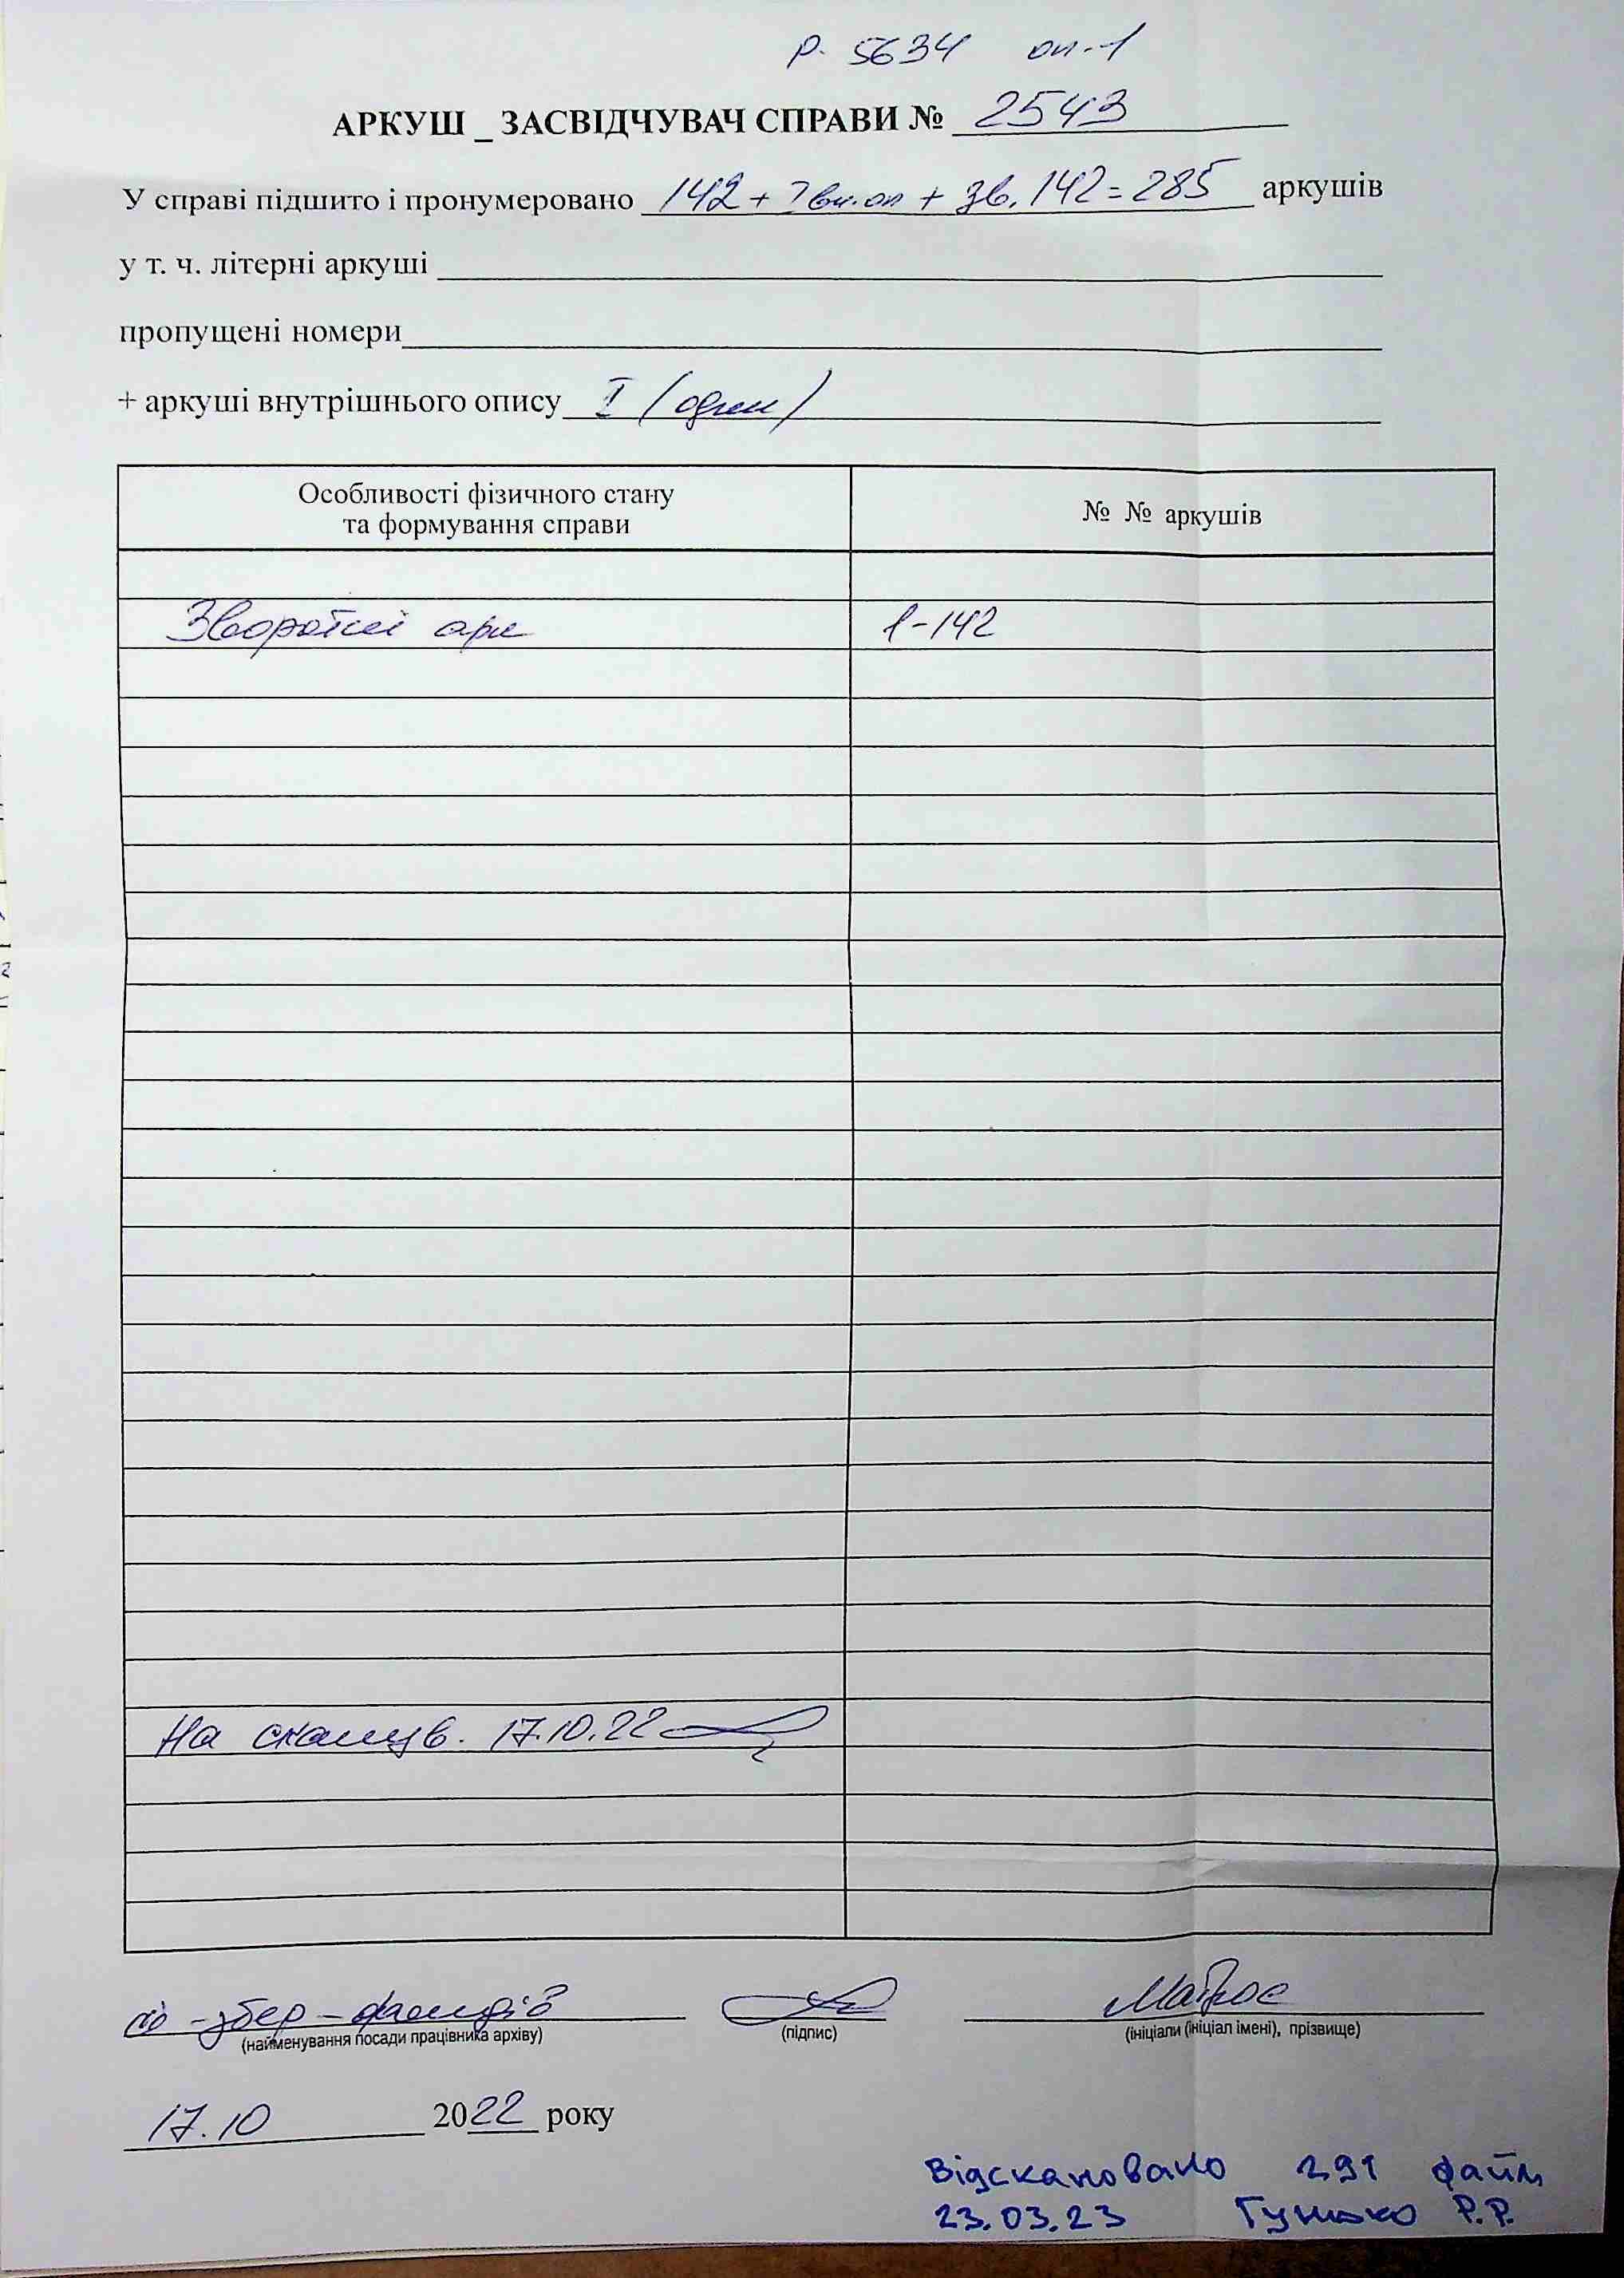 Р. 5634 оп-1
АРКУШ _ ЗАСВІДЧУВАЧ СПРАВИ № 2543
У справі підшито і пронумеровано 142 + I вн.оп + зв. 142 = 285 аркушів
у т. ч. літерні аркуші
пропущені номери
+ аркуші внутрішнього опису I (один)
Особливості фізичного стану
та формування справи
№ № аркушів
Зворотні арк 1-142
На сканув. 17.10.22
збер-фондів
(найменування посади працівника архіву) (підпис) (ініціали (ініціал імені), прізвище)
17.10 2022 року
Відскановано 291 файл
23.03.23 Гунько Р.Р.